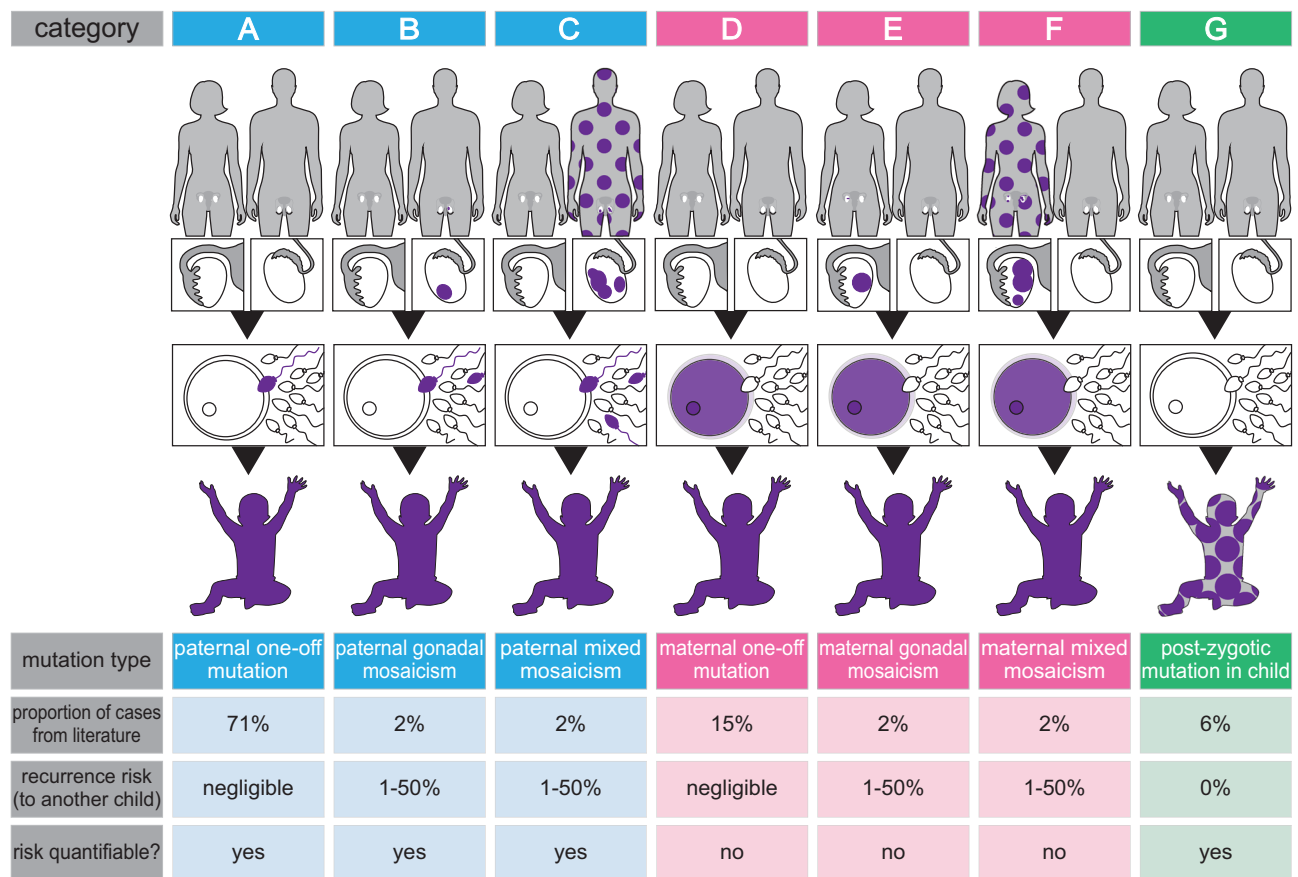 category A B C D E F G
mutation type
paternal one-off
mutation
paternal gonadal
mosaicism
paternal mixed
mosaicism
maternal one-off
mutation
maternal gonadal
mosaicism
maternal mixed
mosaicism
post-zygotic
mutation in child
proportion of cases
from literature
71% 2% 2% 15% 2% 2% 6%
recurrence risk
(to another child)
negligible 1-50% 1-50% negligible 1-50% 1-50% 0%
risk quantifiable? yes yes yes no no no yes